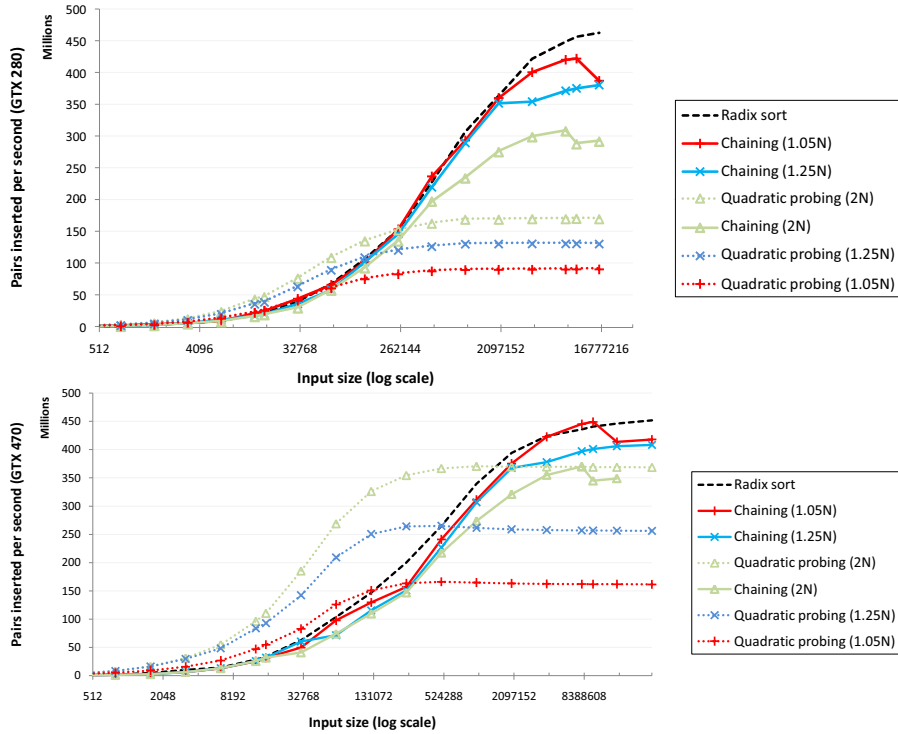 500
450
400
350
300
250
200
150
100
50
0
Millions
Pairs inserted per second (GTX 280)
512
4096
32768
262144
2097152
16777216
Input size (log scale)
Radix sort
Chaining (1.05N)
Chaining (1.25N)
Quadratic probing (2N)
Chaining (2N)
Quadratic probing (1.25N)
Quadratic probing (1.05N)
500
450
400
350
300
250
200
150
100
50
0
Millions
Pairs inserted per second (GTX 470)
512
2048
8192
32768
131072
524288
2097152
8388608
Input size (log scale)
Radix sort
Chaining (1.05N)
Chaining (1.25N)
Quadratic probing (2N)
Chaining (2N)
Quadratic probing (1.25N)
Quadratic probing (1.05N)